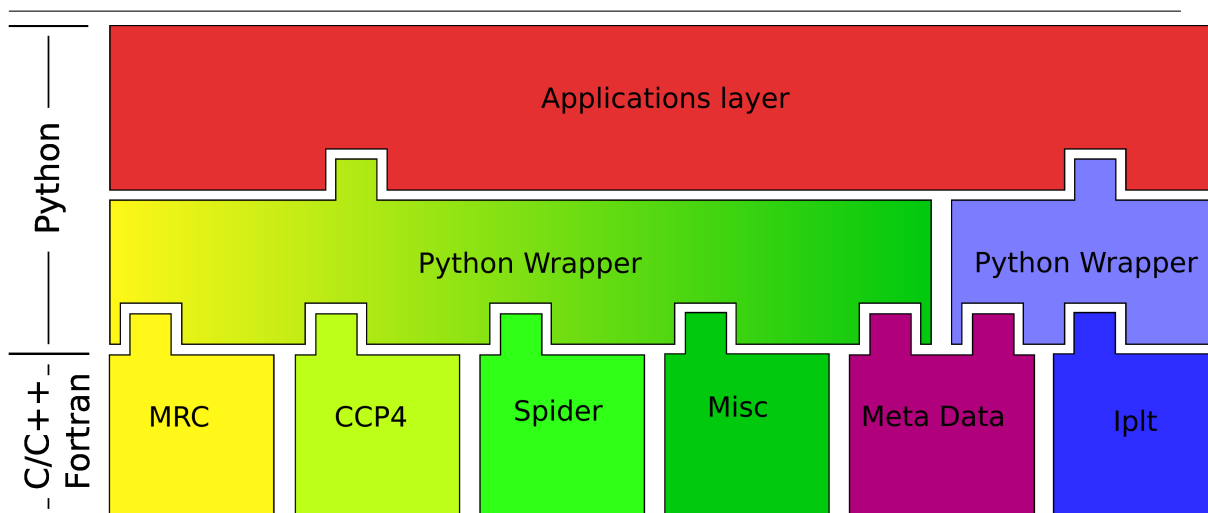 Applications layer
Python
Python Wrapper
Python Wrapper
C/C++
Fortran
MRC
CCP4
Spider
Misc
Meta Data
Iplt